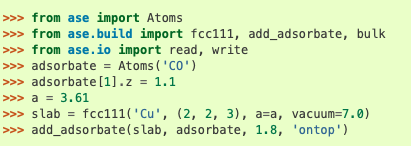 >>> from ase import Atoms
>>> from ase.build import fcc111, add_adsorbate, bulk
>>> from ase.io import read, write
>>> adsorbate = Atoms('CO')
>>> adsorbate[1].z = 1.1
>>> a = 3.61
>>> slab = fcc111('Cu', (2, 2, 3), a=a, vacuum=7.0)
>>> add_adsorbate(slab, adsorbate, 1.8, 'ontop')